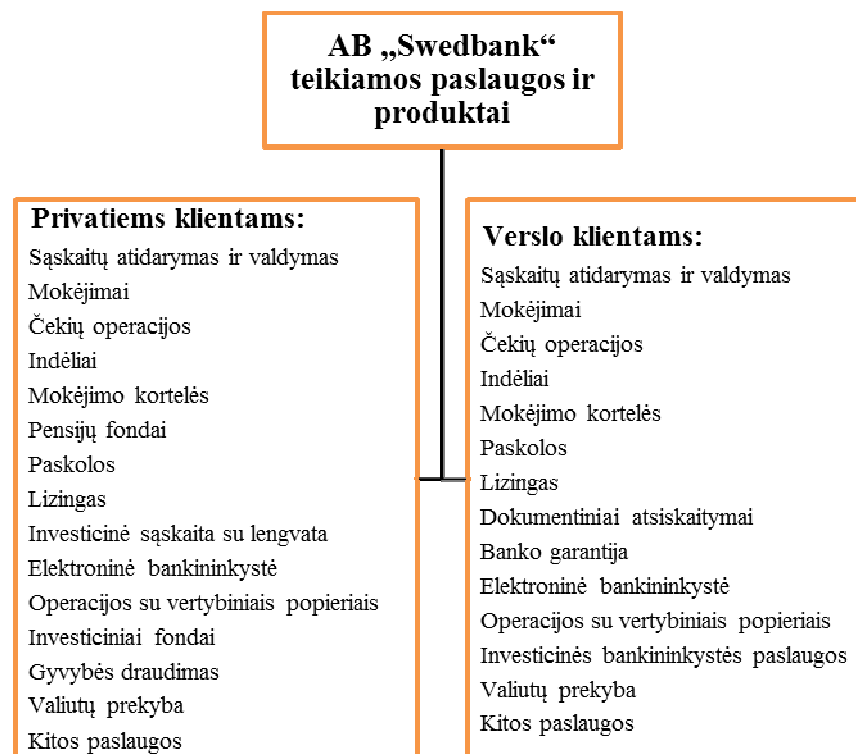 AB „Swedbank“
teikiamos paslaugos ir
produktai
Privatiems klientams:
Sąskaitų atidarymas ir valdymas
Mokėjimai
Čekių operacijos
Indėliai
Mokėjimo kortelės
Pensijų fondai
Paskolos
Lizingas
Investicinė sąskaita su lengvata
Elektroninė bankininkystė
Operacijos su vertybiniais popieriais
Investiciniai fondai
Gyvybės draudimas
Valiutų prekyba
Kitos paslaugos
Verslo klientams:
Sąskaitų atidarymas ir valdymas
Mokėjimai
Čekių operacijos
Indėliai
Mokėjimo kortelės
Paskolos
Lizingas
Dokumentiniai atsiskaitymai
Banko garantija
Elektroninė bankininkystė
Operacijos su vertybiniais popieriais
Investicinės bankininkystės paslaugos
Valiutų prekyba
Kitos paslaugos